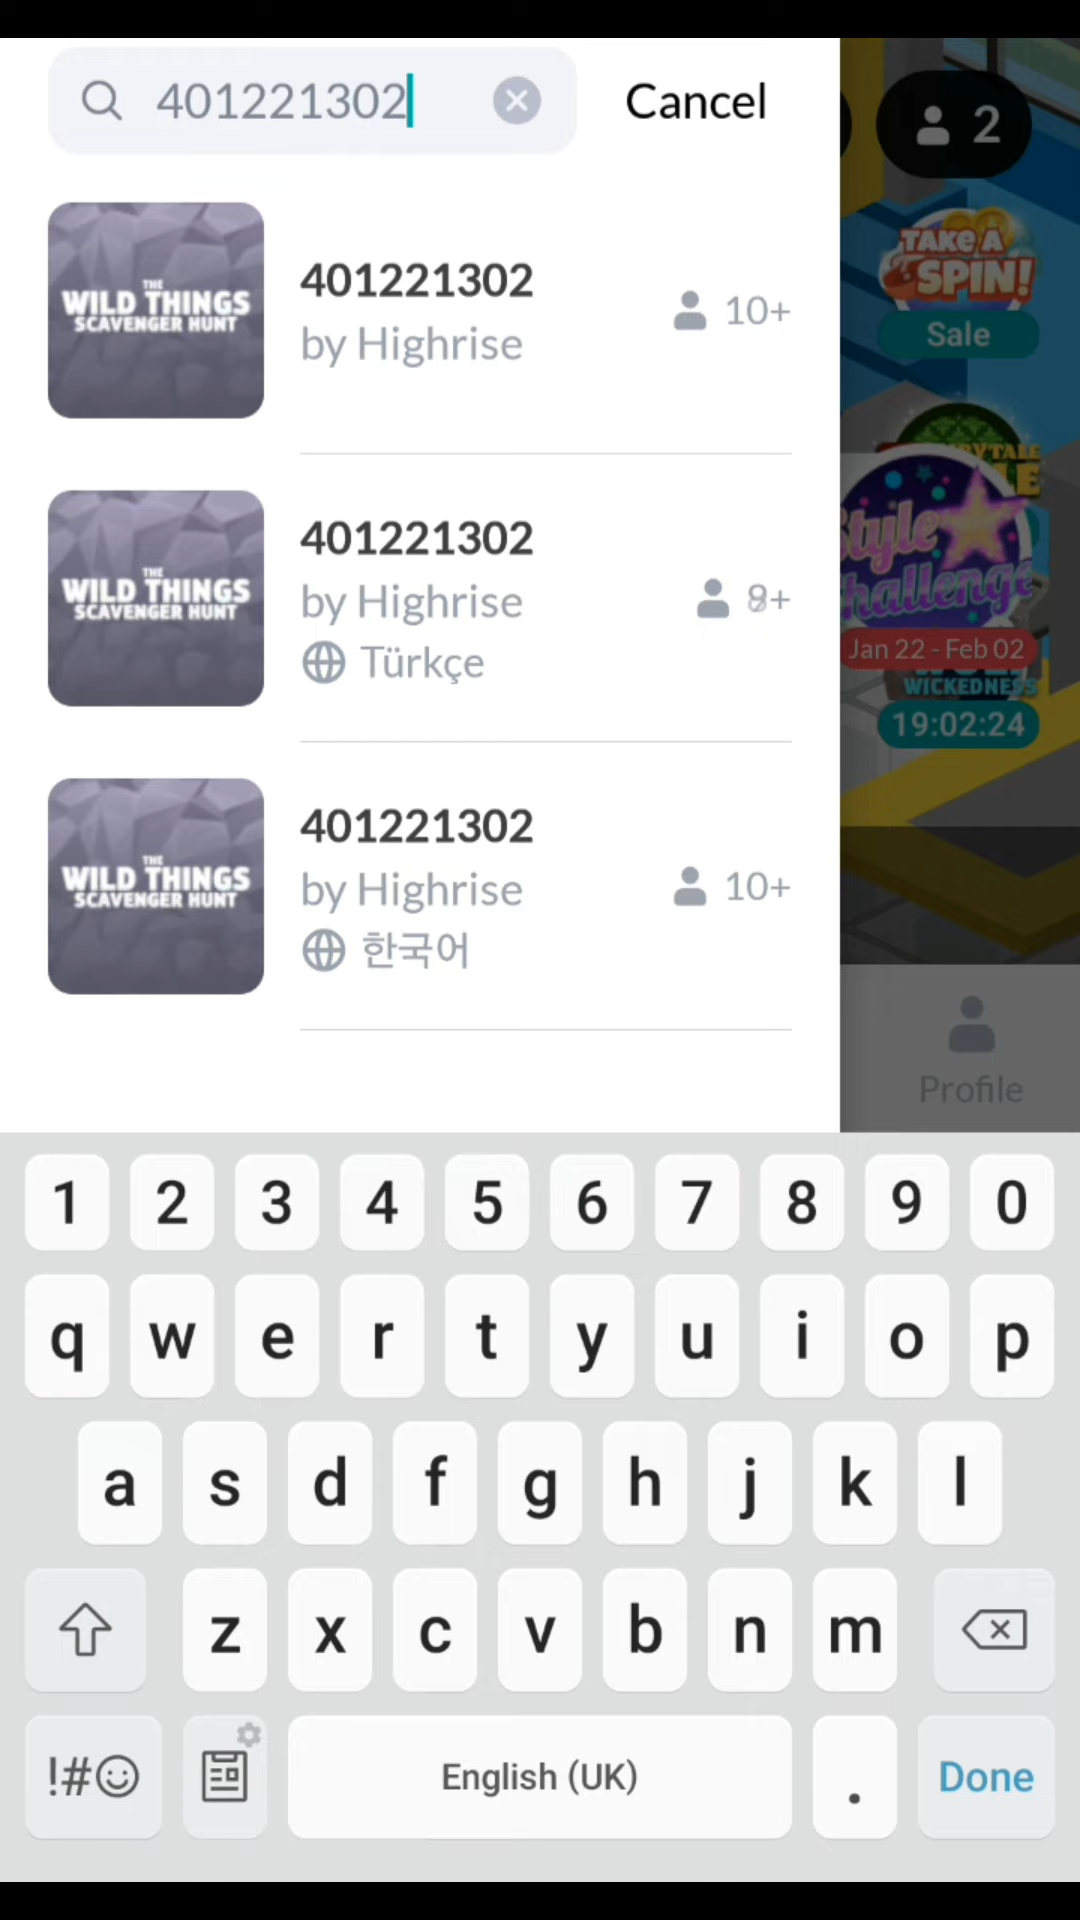 401221302
Cancel
2
TAKE A
SPIN!
Sale
THE
WILD THINGS
SCAVENGER HUNT
401221302
by Highrise
10+
Style
Challenge
Jan 22 - Feb 02
WICKEDNESS
19:02:24
THE
WILD THINGS
SCAVENGER HUNT
401221302
by Highrise
Türkçe
THE
WILD THINGS
SCAVENGER HUNT
401221302
by Highrise
한국어
10+
Profile
1 2 3 4 5 6 7 8 9 0
q w e r t y u i o p
a s d f g h j k l
z x c v b n m
!#
English (UK)
.
Done